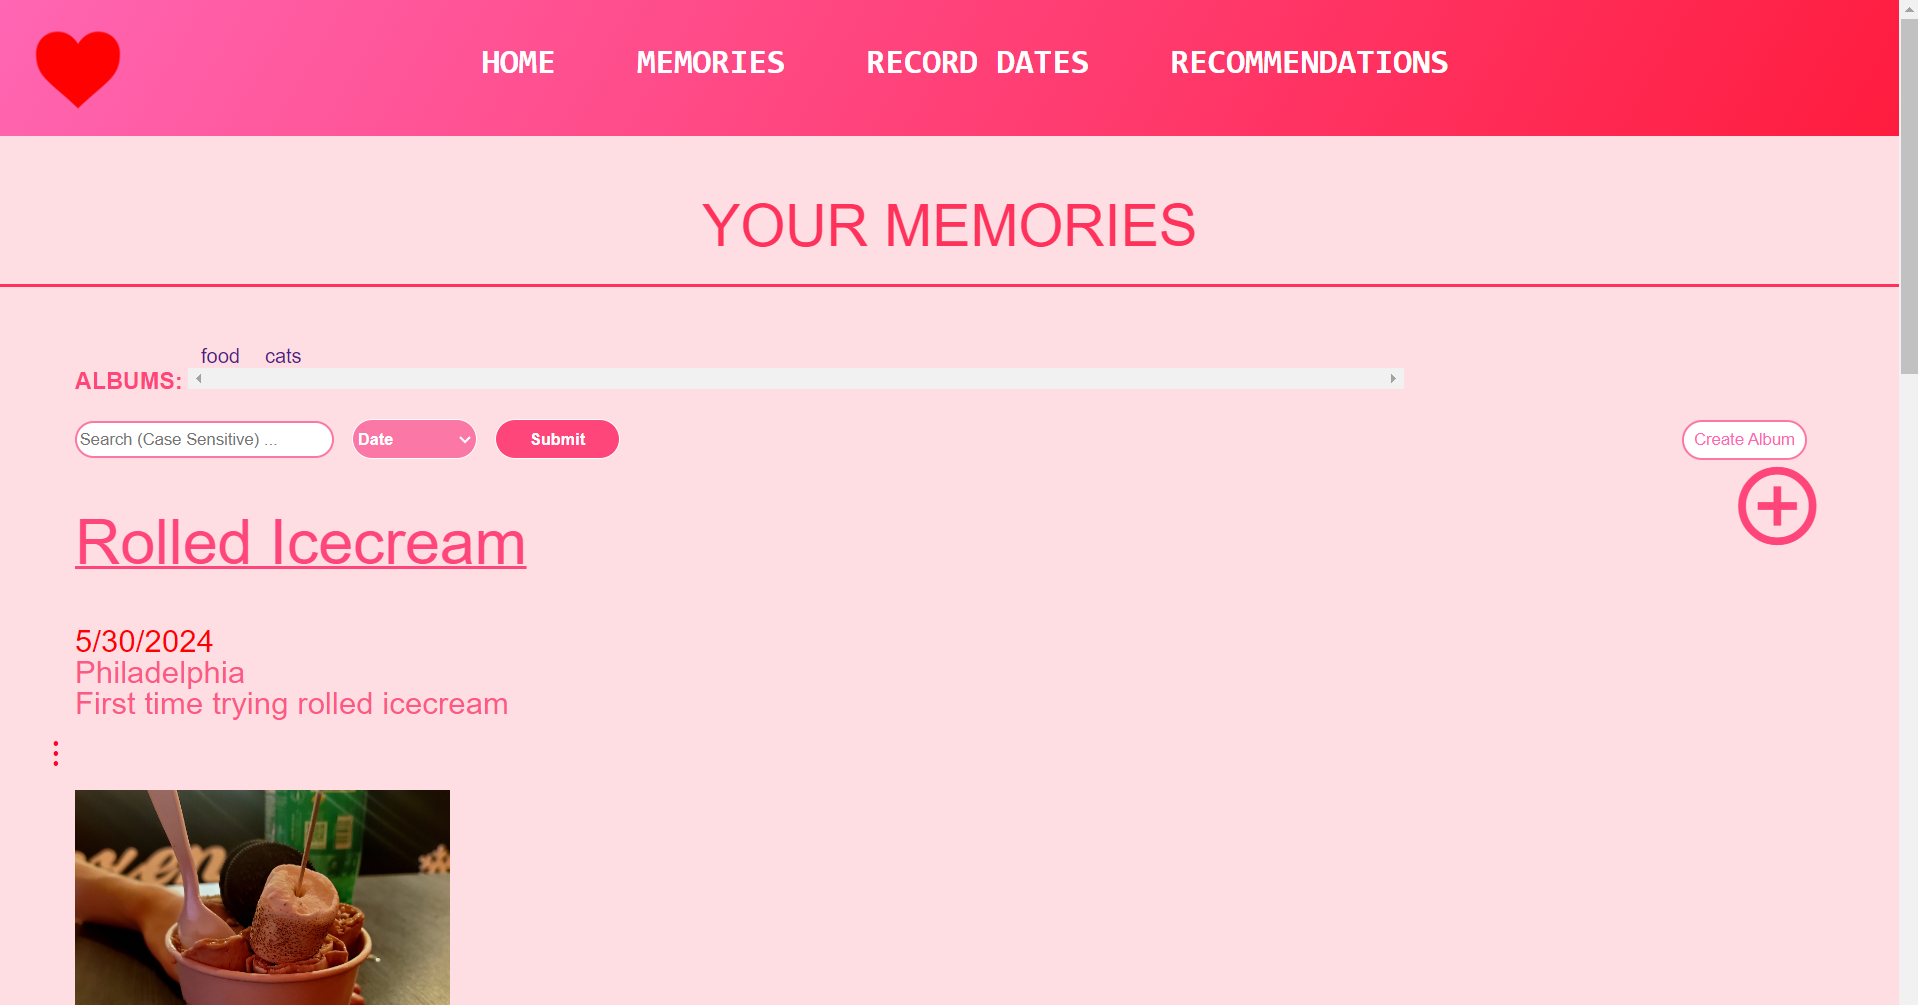 HOME MEMORIES RECORD DATES RECOMMENDATIONS
YOUR MEMORIES
food cats
ALBUMS:
Search (Case Sensitive) ... Date Submit Create Album
Rolled Icecream
5/30/2024
Philadelphia
First time trying rolled icecream